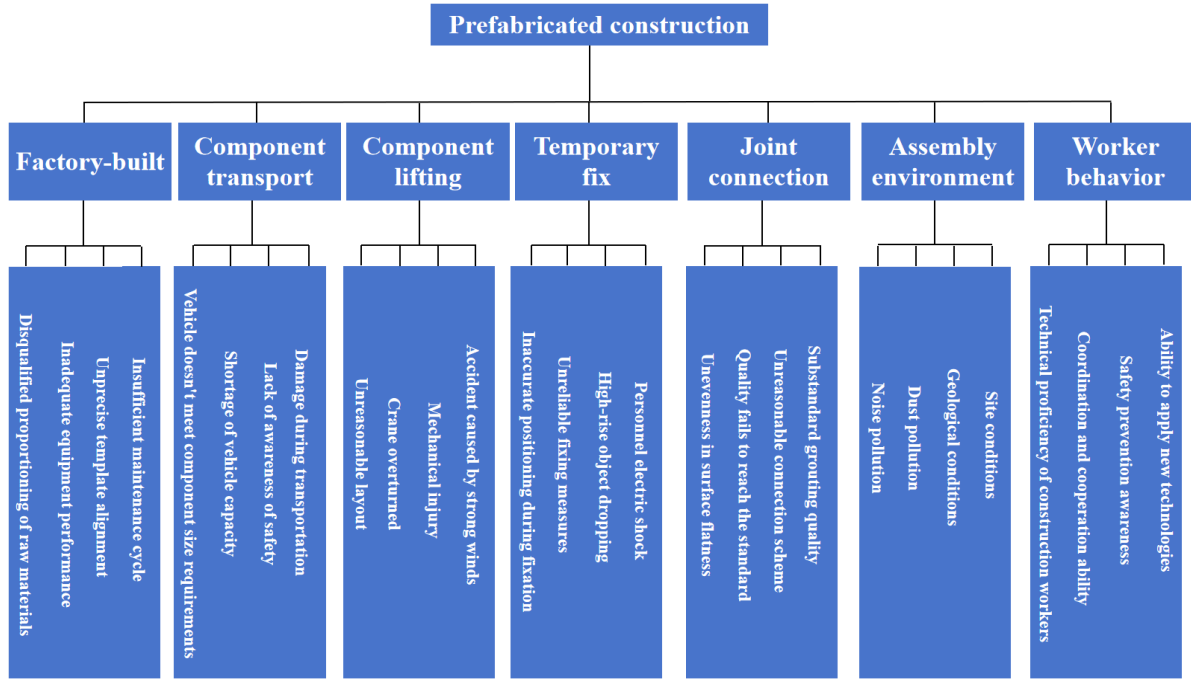 Prefabricated construction
Factory-built
Component
transport
Component
lifting
Temporary
fix
Joint
connection
Assembly
environment
Worker
behavior
Disqualified proportioning of raw materials
Inadequate equipment performance
Unprecise template alignment
Insufficient maintenance cycle
Vehicle doesn't meet component size requirements
Shortage of vehicle capacity
Lack of awareness of safety
Damage during transportation
Unreasonable layout
Crane overturned
Mechanical injury
Accident caused by strong winds
Inaccurate positioning during fixation
Unreliable fixing measures
High-rise object dropping
Personnel electric shock
Unevenness in surface flatness
Quality fails to reach the standard
Unreasonable connection scheme
Substandard grouting quality
Noise pollution
Dust pollution
Geological conditions
Site conditions
Technical proficiency of construction workers
Coordination and cooperation ability
Safety prevention awareness
Ability to apply new technologies